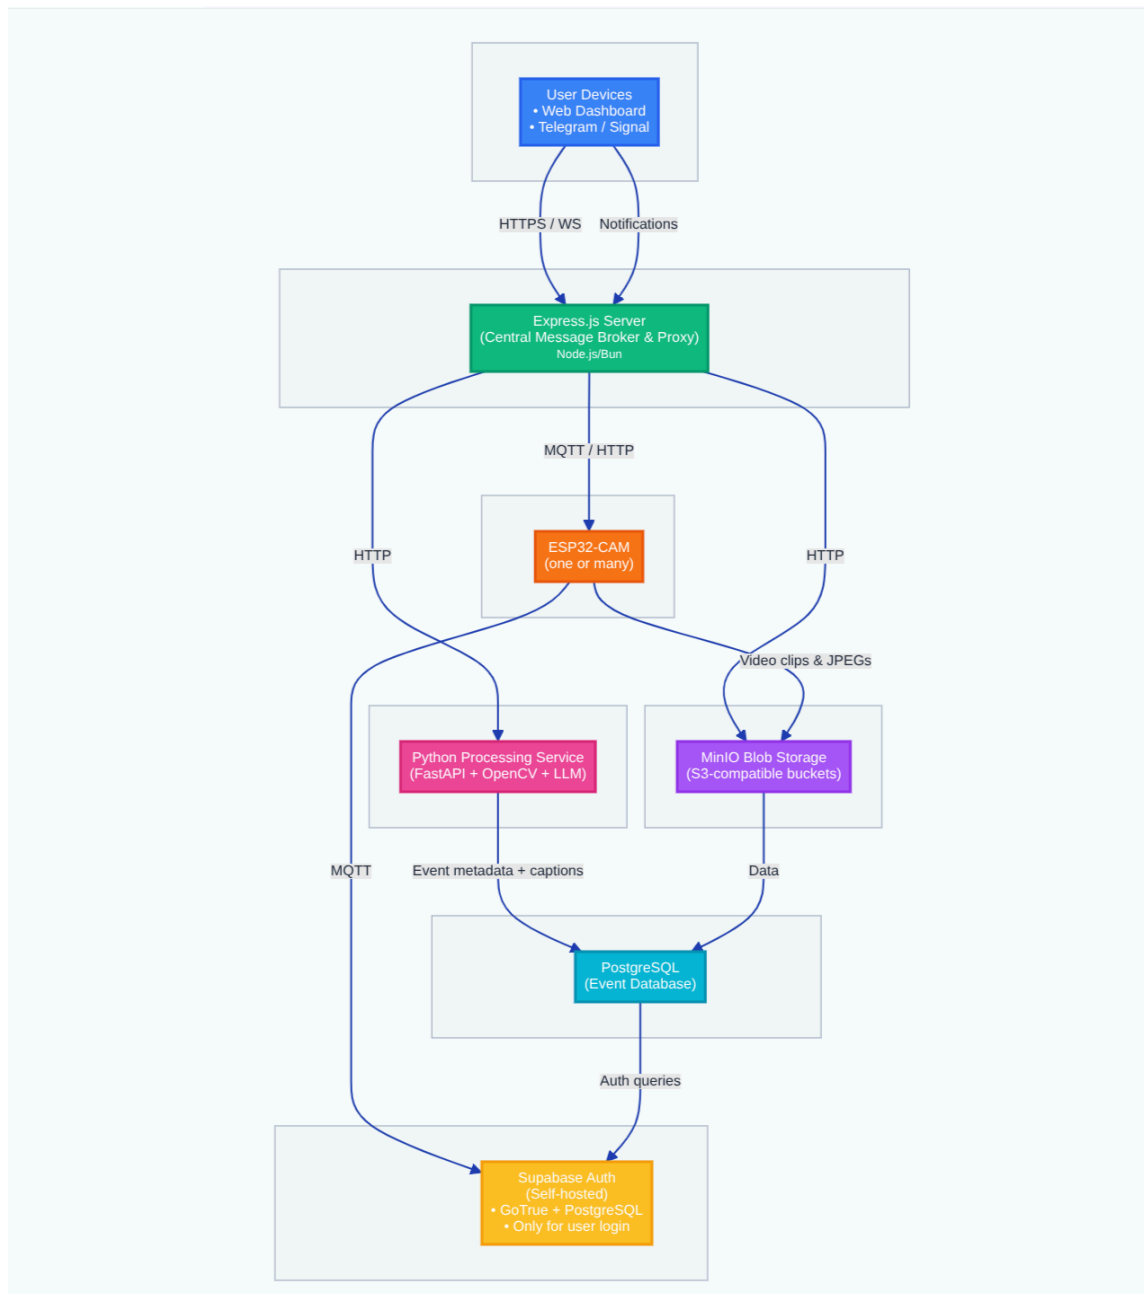 User Devices
• Web Dashboard
• Telegram / Signal
HTTPS / WS
Notifications
Express.js Server
(Central Message Broker & Proxy)
Node.js/Bun
MQTT / HTTP
ESP32-CAM
(one or many)
HTTP
HTTP
Video clips & JPEGs
Python Processing Service
(FastAPI + OpenCV + LLM)
MinIO Blob Storage
(S3-compatible buckets)
MQTT
Event metadata + captions
Data
PostgreSQL
(Event Database)
Auth queries
Supabase Auth
(Self-hosted)
• GoTrue + PostgreSQL
• Only for user login